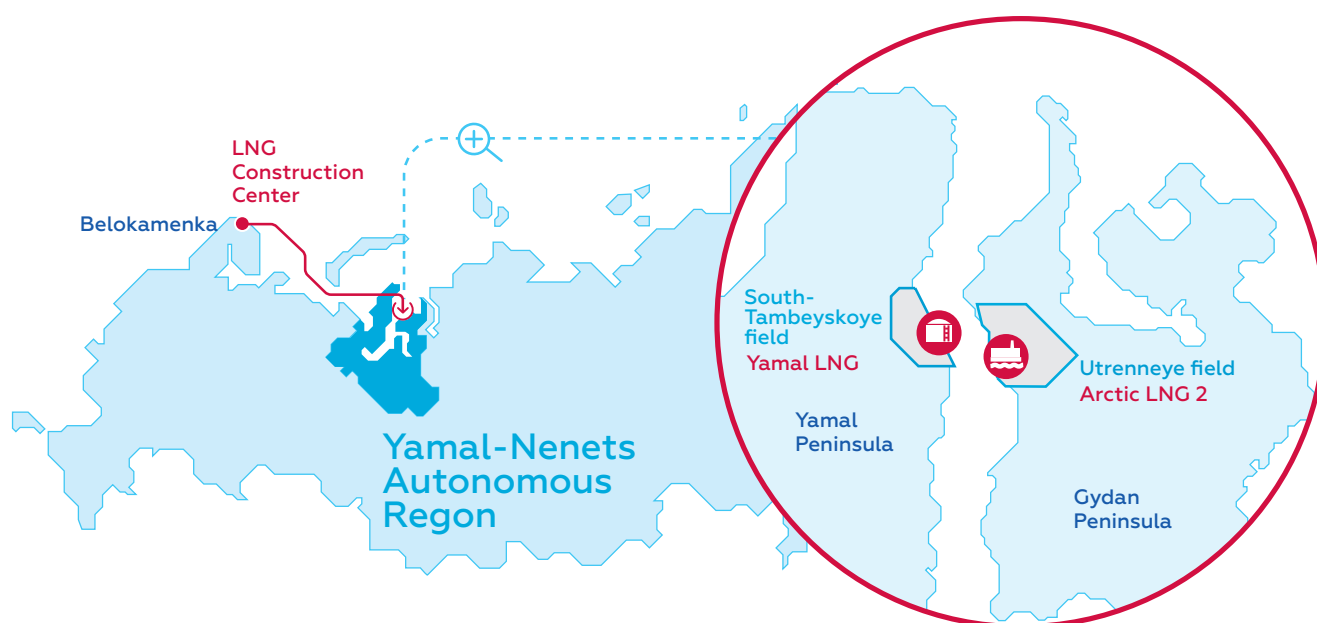 LNG
Construction
Center
Belokamenka
Yamal-Nenets
Autonomous
Regon
South-
Tambeyskoye
field
Yamal LNG
Yamal
Peninsula
Utrenneye field
Arctic LNG 2
Gydan
Peninsula